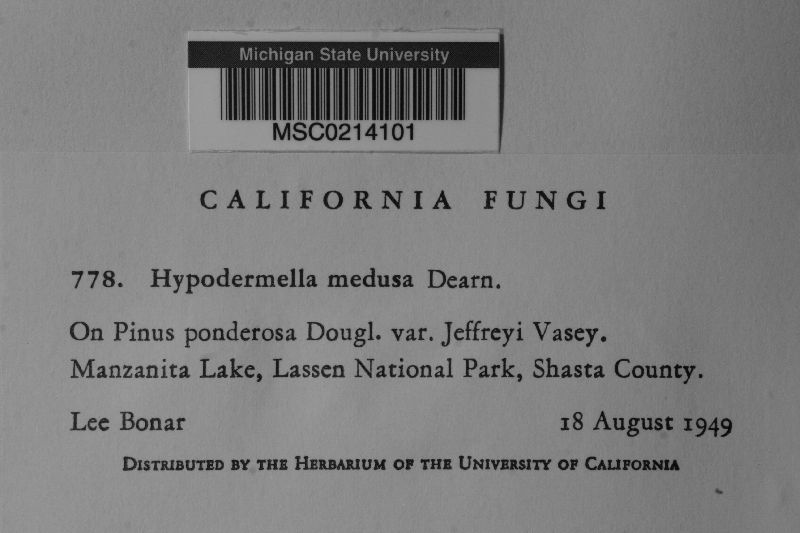 Michigan State University
MSC0214101
CALIFORNIA FUNGI
778. Hypodermella medusa Dearn.
On Pinus ponderosa Dougl. var. Jeffreyi Vasey.
Manzanita Lake, Lassen National Park, Shasta County.
Lee Bonar 18 August 1949
DISTRIBUTED BY THE HERBARIUM OF THE UNIVERSITY OF CALIFORNIA